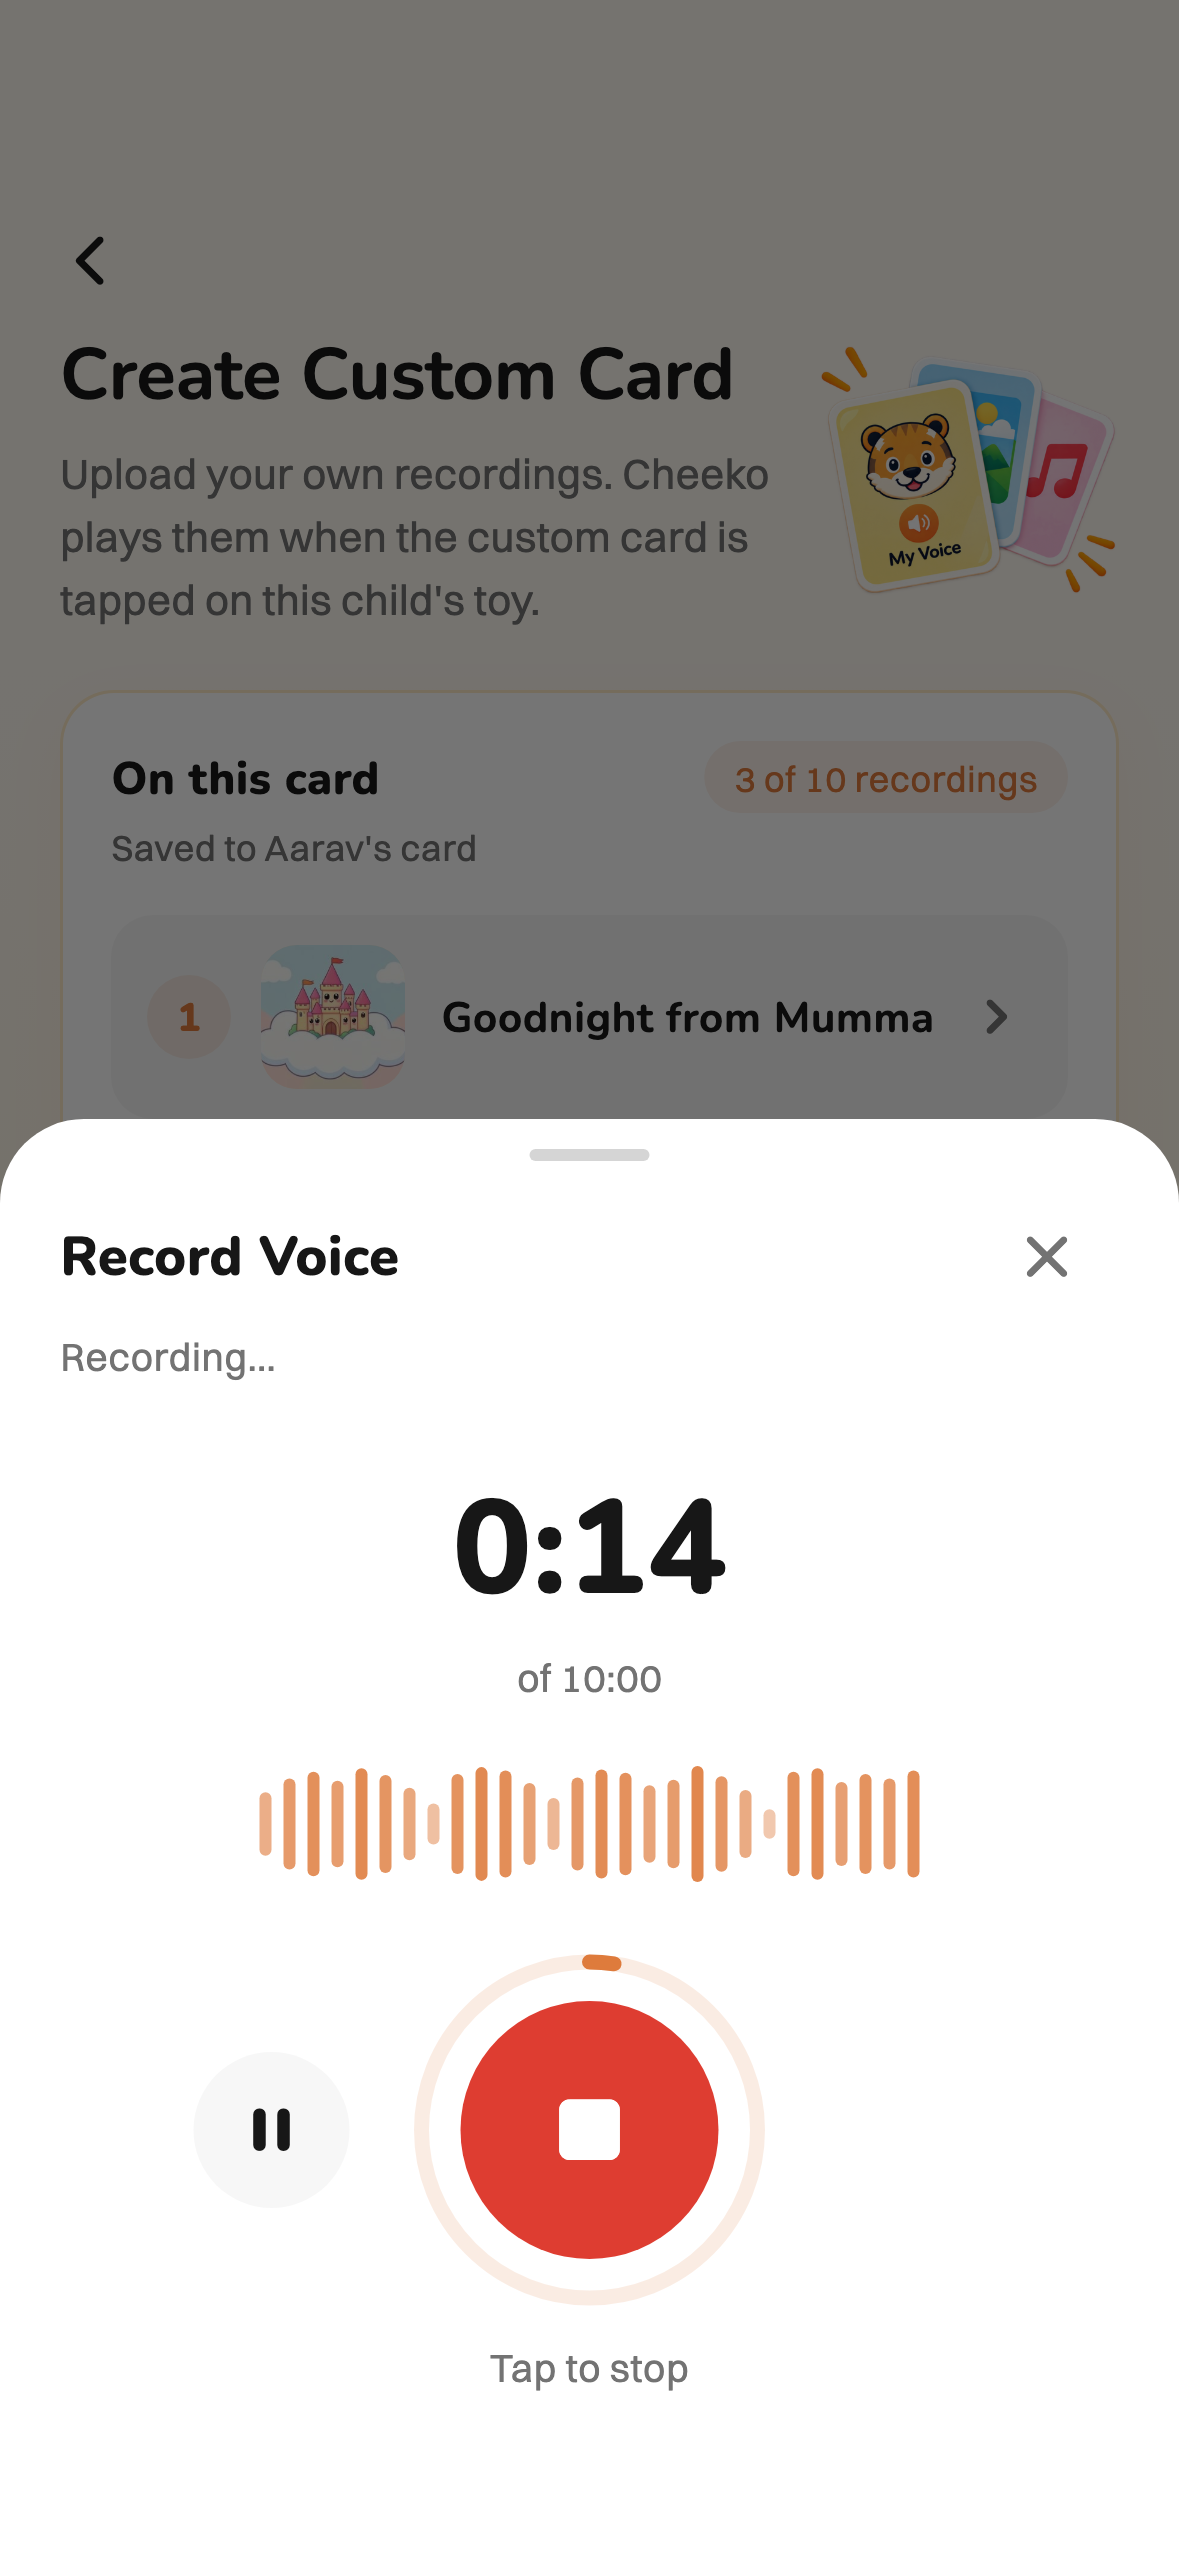 Create Custom Card
Upload your own recordings. Cheeko
plays them when the custom card is
tapped on this child's toy.
My Voice
On this card
3 of 10 recordings
Saved to Aarav's card
1
Goodnight from Mumma
Record Voice
Recording...
0:14
of 10:00
Tap to stop